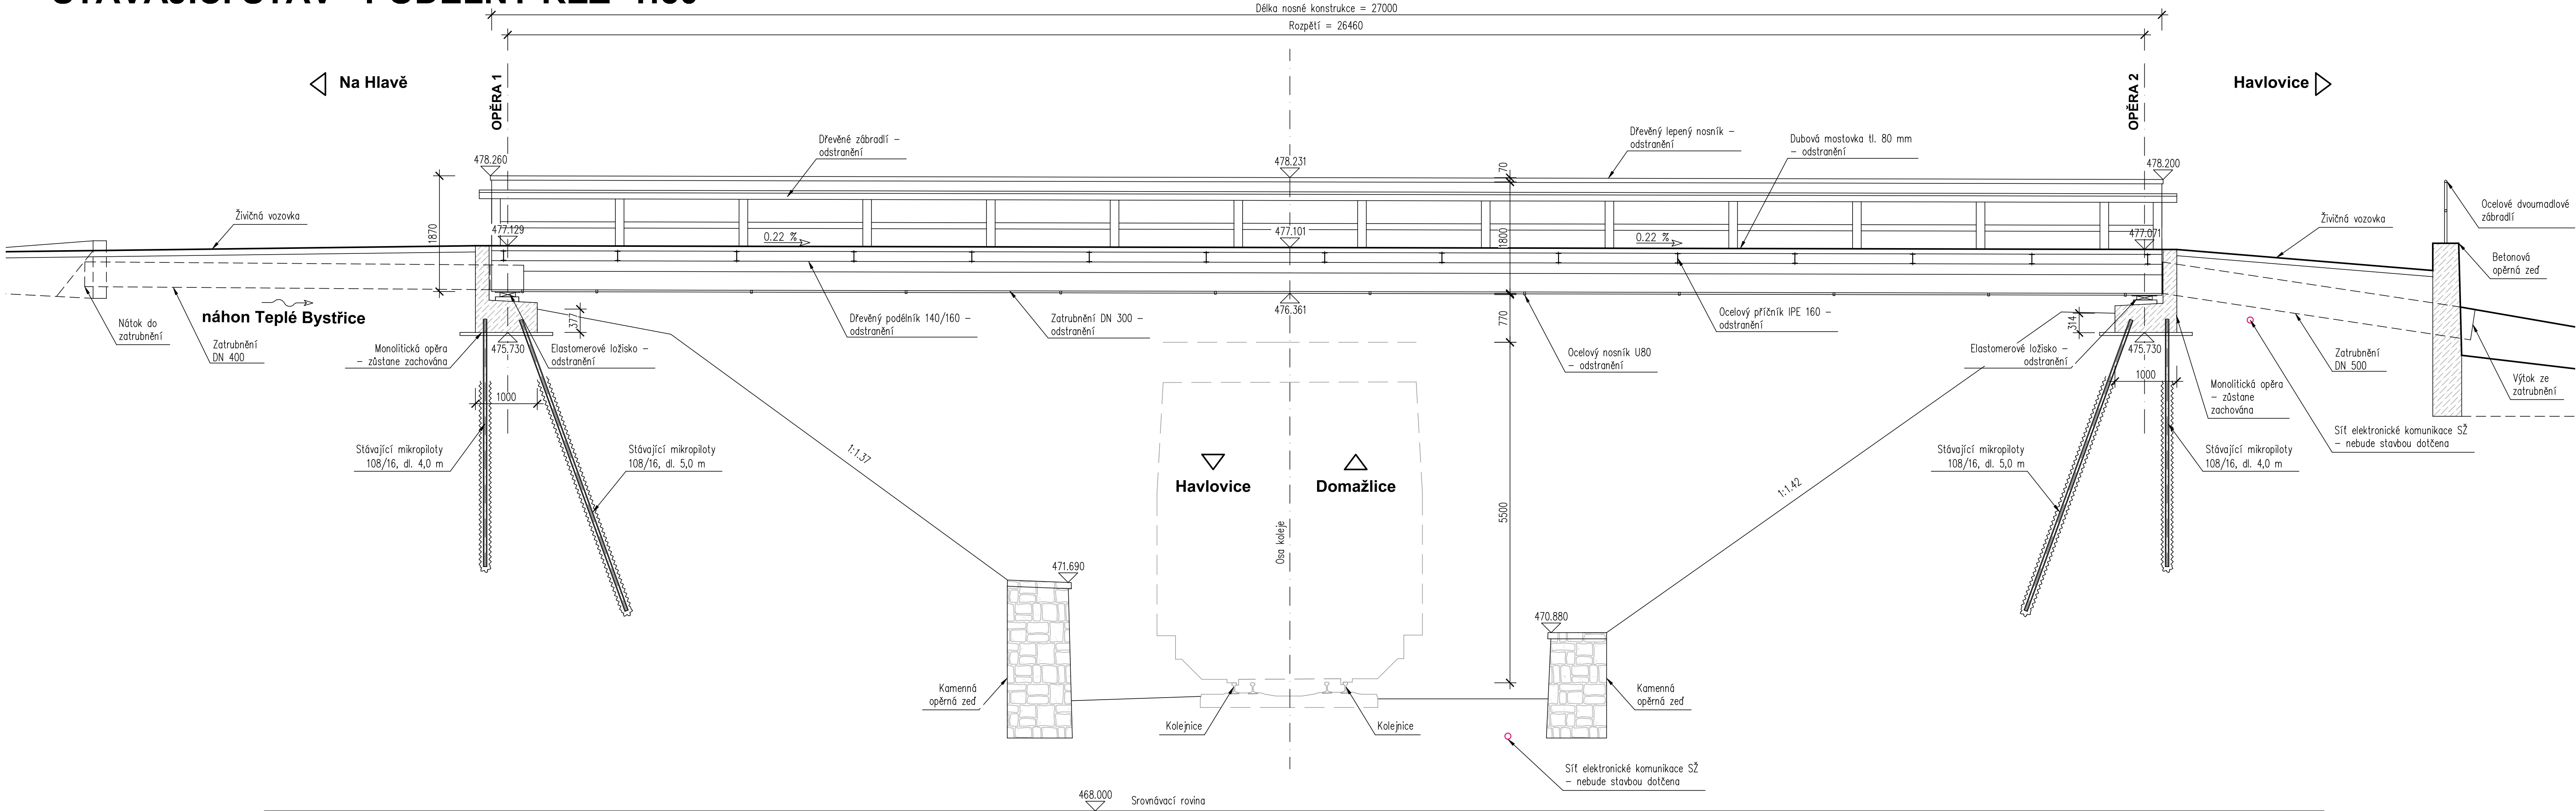 Délka nosné konstrukce = 27000
Rozpětí = 26460
Na Hlavě
OPĚRA 1
OPĚRA 2
Havlovice
Dřevěné zábradlí –
odstranění
Dřevěný lepený nosník –
odstranění
Dubová mostovka tl. 80 mm
– odstranění
478.260
478.231
70
478.200
Živičná vozovka
1870
477.129
0.22 %
477.101
1800
0.22 %
477.071
Živičná vozovka
Ocelové dvoumadlové
zábradlí
Betonová
opěrná zeď
náhon Teplé Bystřice
Nátok do
zatrubnění
Zatrubnění
DN 400
Monolitická opěra
– zůstane zachována
377
475.730
Elastomerové ložisko –
odstranění
Dřevěný podélník 140/160 –
odstranění
Zatrubnění DN 300 –
odstranění
476.361
770
Ocelový nosník U80
– odstranění
Ocelový příčník IPE 160 –
odstranění
Elastomerové ložisko –
odstranění
314
475.730
Monolitická opěra
– zůstane
zachována
Zatrubnění
DN 500
Výtok ze
zatrubnění
1000
1000
Stávající mikropiloty
108/16, dl. 4,0 m
Stávající mikropiloty
108/16, dl. 5,0 m
1:1.37
Havlovice
Domažlice
Osa koleje
5500
1:1.42
Stávající mikropiloty
108/16, dl. 5,0 m
Stávající mikropiloty
108/16, dl. 4,0 m
Síť elektronické komunikace SŽ
– nebude stavbou dotčena
471.690
470.880
Kamenná
opěrná zeď
Kolejnice
Kolejnice
Kamenná
opěrná zeď
Síť elektronické komunikace SŽ
– nebude stavbou dotčena
468.000
Srovnávací rovina